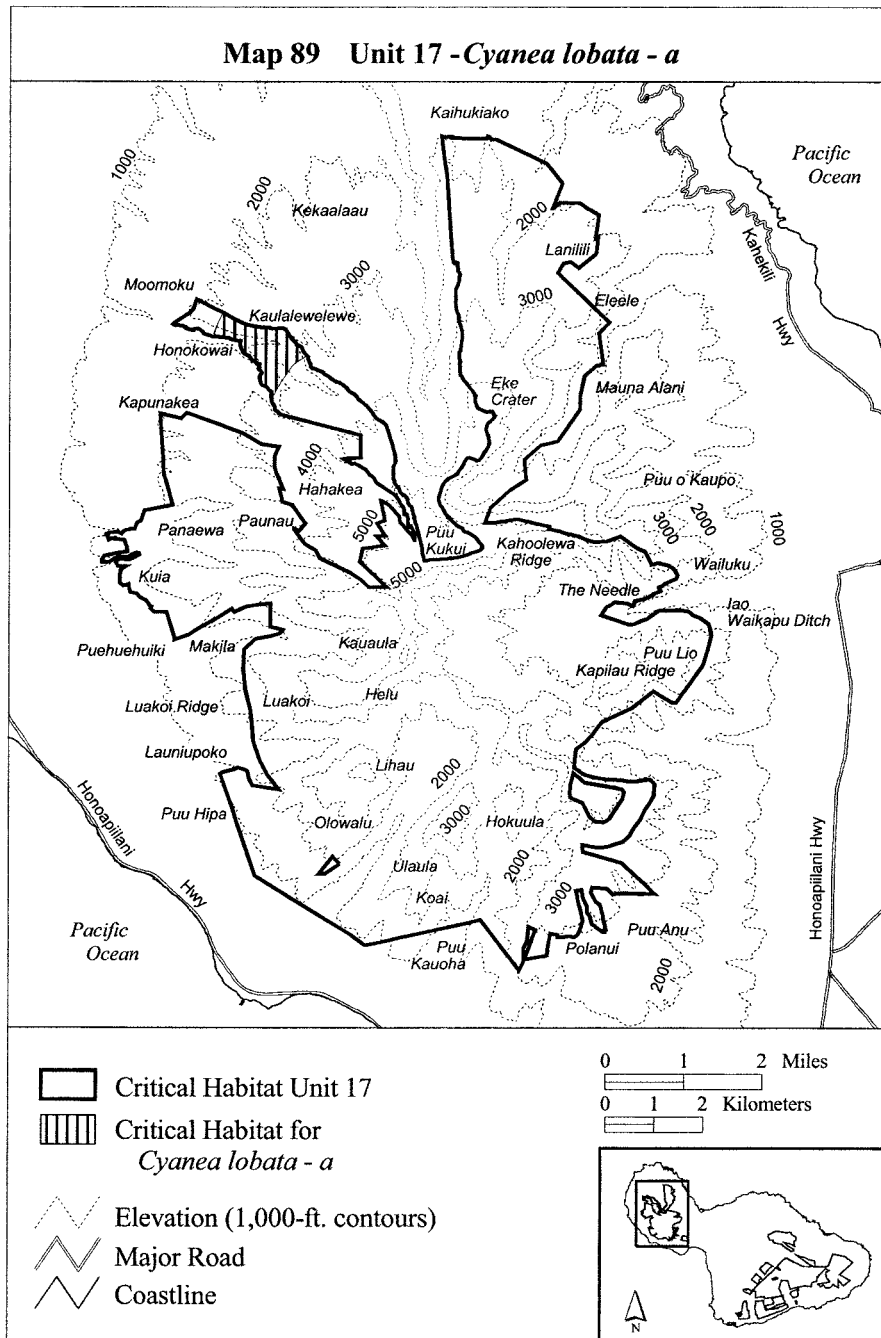 Map 89 Unit 17 - Cyanea lobata - a
Kaihukiako
Pacific
Ocean
1000
2000
Kekaalaau
2000
Lanilili
Kahekili
Hwy
3000
Moomoku
3000
Eleele
Kaulalewelewe
Honokowai
Eke
Crater
Mauna Alani
Kapunakea
4000
Hahakea
Puu o Kaupo
Panaewa
Paunau
5000
Puu
Kukui
Kahoolewa
Ridge
3000
2000
1000
Wailuku
Kuia
5000
The Needle
Iao
Waikapu Ditch
Puehuehuiki
Makila
Kauaula
Puu Lio
Kapilau Ridge
Luakoi Ridge
Luakoi
Helu
Launiupoko
Lihau
2000
Puu Hipa
Olowalu
3000
Hokuula
Honoapiilani
Hwy
Ulaula
2000
Koai
3000
Honoapiilani Hwy
Pacific
Ocean
Puu
Kauoha
Polanui
Puu Anu
2000
Critical Habitat Unit 17
Critical Habitat for
Cyanea lobata - a
Elevation (1,000-ft. contours)
Major Road
Coastline
0 1 2 Miles
0 1 2 Kilometers
N